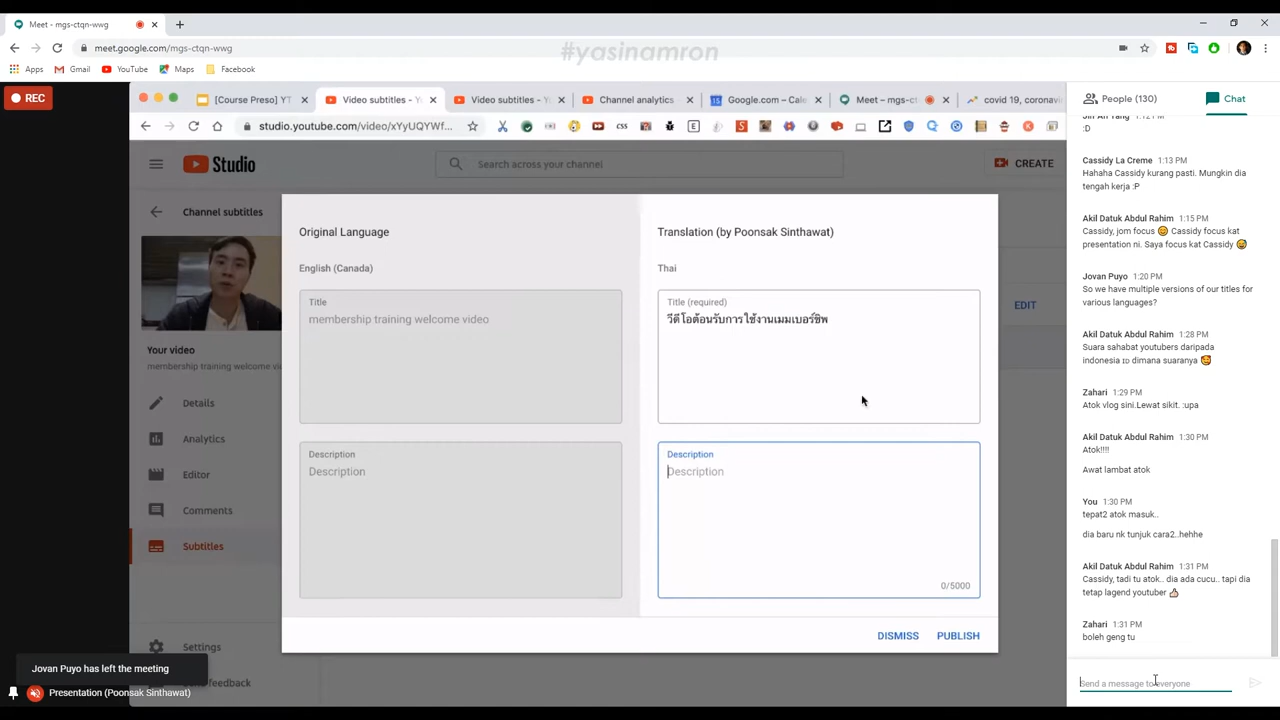 Meet - mgs-ctqn-wwg
meet.google.com/mgs-ctqn-wwg
#yasinamron
Apps
Gmail
YouTube
Maps
Facebook
REC
[Course Preso] YT
Video subtitles - Y
Video subtitles - Y
Channel analytics
Google.com – Cale
Meet – mgs-c
covid 19, coronavi
studio.youtube.com/video/xYyUQYWf...
Studio
Search across your channel
CREATE
Channel subtitles
Your video
membership training welcome vi
Details
Analytics
Editor
Comments
Subtitles
Settings
Send feedback
EDIT
Original Language
English (Canada)
Title
membership training welcome video
Description
Description
Translation (by Poonsak Sinthawat)
Thai
Title (required)
วีดีโอต้อนรับการใช้งานเมมเบอร์ชิพ
Description
Description
0/5000
DISMISS
PUBLISH
Jovan Puyo has left the meeting
Presentation (Poonsak Sinthawat)
People (130)
Chat
:D
Cassidy La Creme 1:13 PM
Hahaha Cassidy kurang pasti. Mungkin dia
tengah kerja :P
Akil Datuk Abdul Rahim 1:15 PM
Cassidy, jom focus 😊 Cassidy focus kat
presentation ni. Saya focus kat Cassidy 😅
Jovan Puyo 1:20 PM
So we have multiple versions of our titles for
various languages?
Akil Datuk Abdul Rahim 1:28 PM
Suara sahabat youtubers daripada
indonesia 🇮🇩 dimana suaranya 🥰
Zahari 1:29 PM
Atok vlog sini.Lewat sikit. :upa
Akil Datuk Abdul Rahim 1:30 PM
Atok!!!!
Awat lambat atok
You 1:30 PM
tepat2 atok masuk..
dia baru nk tunjuk cara2..hehhe
Akil Datuk Abdul Rahim 1:31 PM
Cassidy, tadi tu atok.. dia ada cucu.. tapi dia
tetap lagend youtuber 👍
Zahari 1:31 PM
boleh geng tu
Send a message to everyone